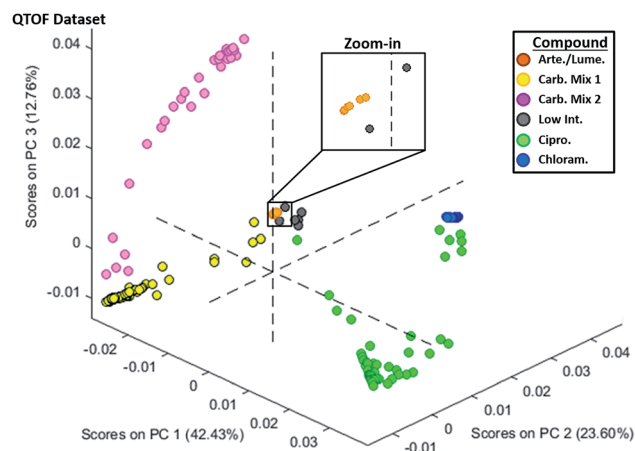 QTOF Dataset
Zoom-in
Compound
Arte./Lume.
Carb. Mix 1
Carb. Mix 2
Low Int.
Cipro.
Chloram.
Scores on PC 3 (12.76%)
0.04
0.03
0.02
0.01
0
-0.01
-0.02
-0.01
0
0.01
0.02
0.03
Scores on PC 1 (42.43%)
-0.01
0
0.01
0.02
0.03
0.04
Scores on PC 2 (23.60%)